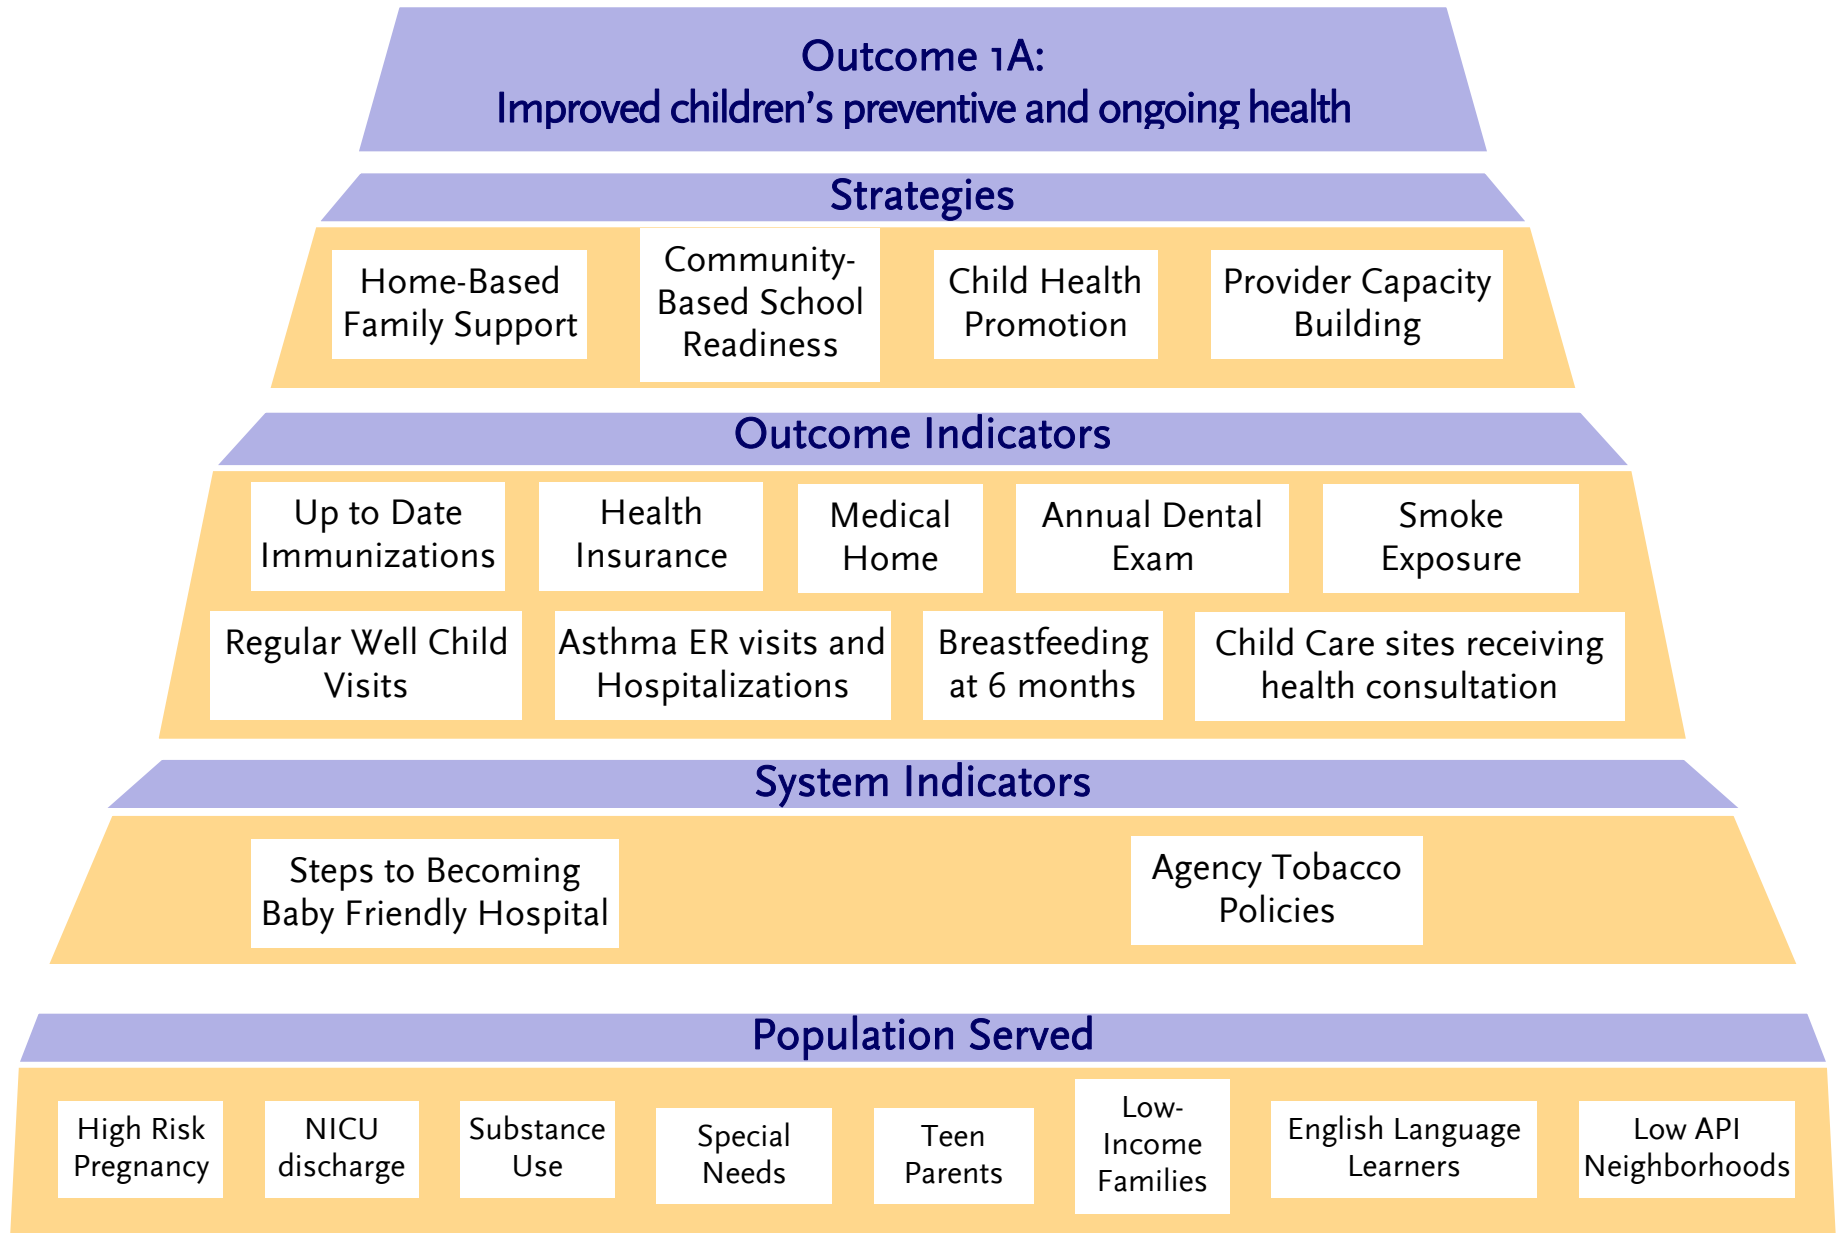 Outcome 1A:
Improved children's preventive and ongoing health
Strategies
Home-Based
Family Support
Community-
Based School
Readiness
Child Health
Promotion
Provider Capacity
Building
Outcome Indicators
Up to Date
Immunizations
Health
Insurance
Medical
Home
Annual Dental
Exam
Smoke
Exposure
Regular Well Child
Visits
Asthma ER visits and
Hospitalizations
Breastfeeding
at 6 months
Child Care sites receiving
health consultation
System Indicators
Steps to Becoming
Baby Friendly Hospital
Agency Tobacco
Policies
Population Served
High Risk
Pregnancy
NICU
discharge
Substance
Use
Special
Needs
Teen
Parents
Low-
Income
Families
English Language
Learners
Low API
Neighborhoods